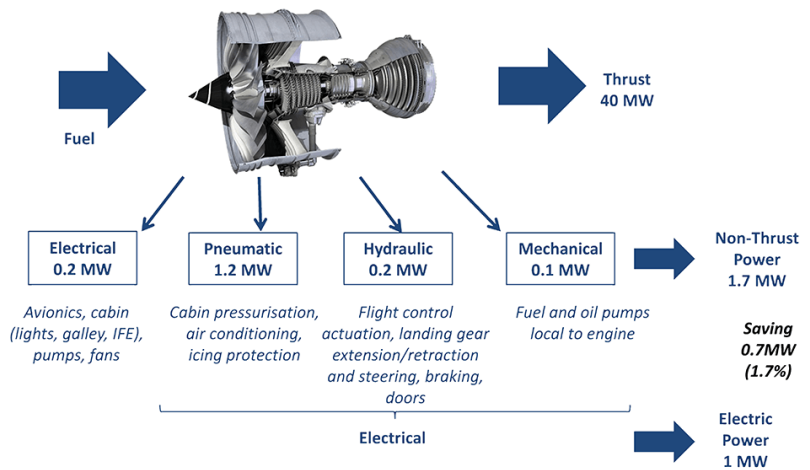 Fuel
Thrust
40 MW
Electrical
0.2 MW
Pneumatic
1.2 MW
Hydraulic
0.2 MW
Mechanical
0.1 MW
Non-Thrust
Power
1.7 MW
Avionics, cabin
(lights, galley, IFE),
pumps, fans
Cabin pressurisation,
air conditioning,
icing protection
Flight control
actuation, landing gear
extension/retraction
and steering, braking,
doors
Fuel and oil pumps
local to engine
Saving
0.7MW
(1.7%)
Electrical
Electric
Power
1 MW